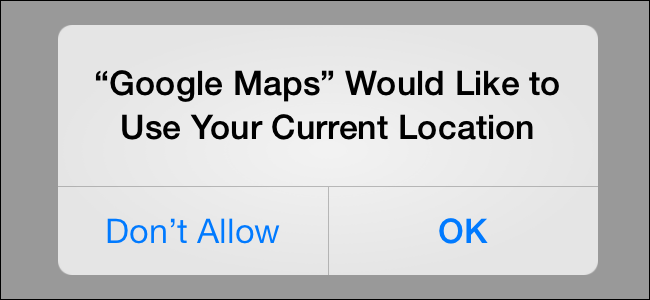 “Google Maps” Would Like to
Use Your Current Location
Don’t Allow
OK